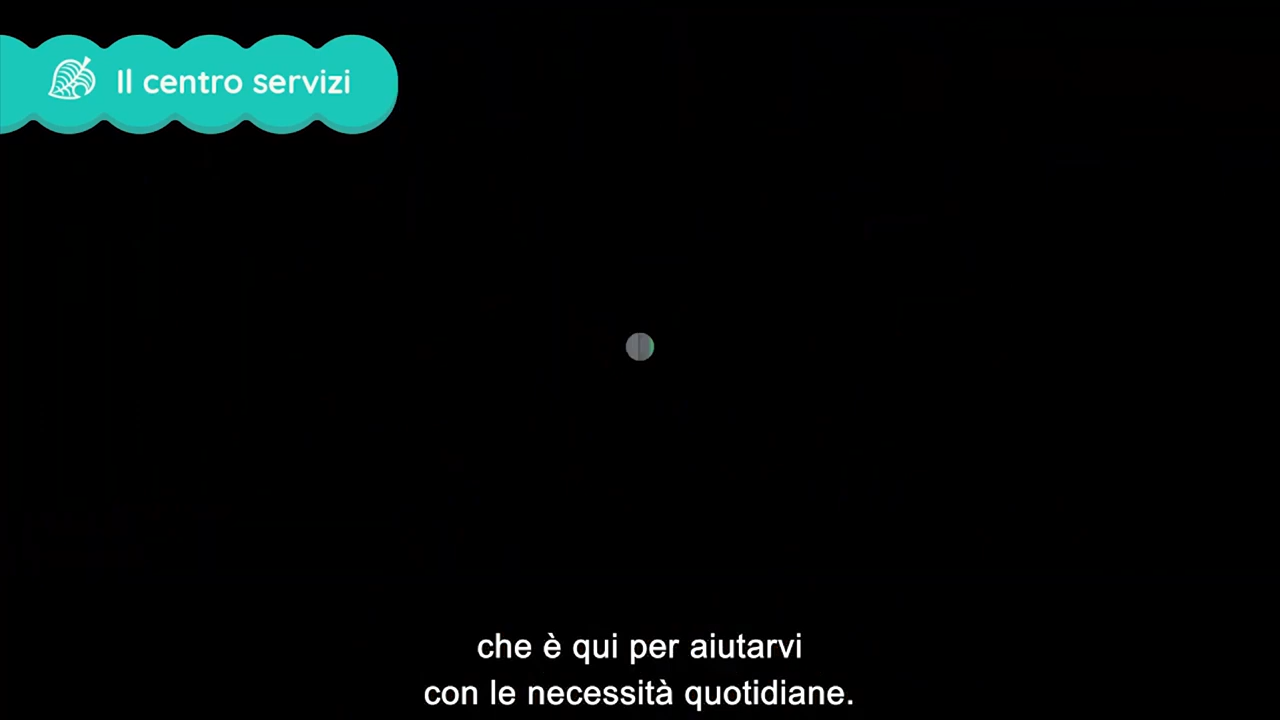 Il centro servizi
che è qui per aiutarvi
con le necessità quotidiane.